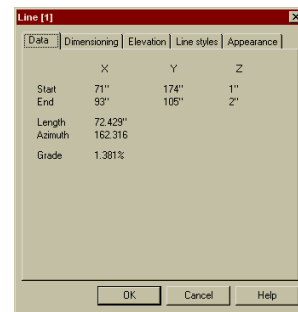 Line [1]
Data Dimensioning Elevation Line styles Appearance
X Y Z
Start 71" 174" 1"
End 93" 105" 2"
Length 72.429"
Azimuth 162.316
Grade 1.381%
OK Cancel Help